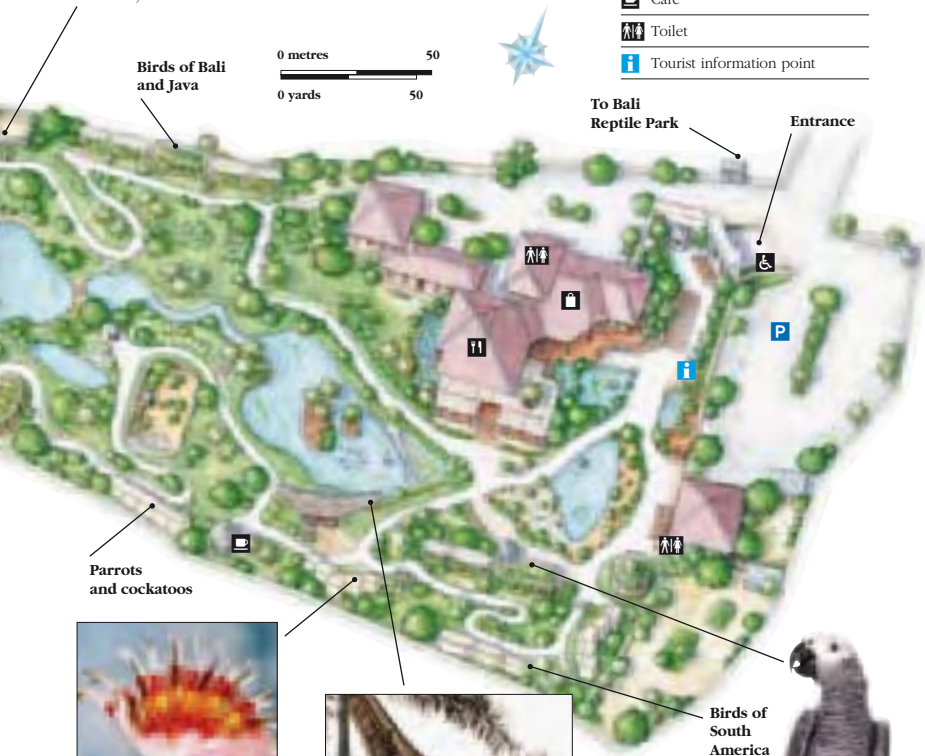 Café
Toilet
Tourist information point
0 metres 50
0 yards 50
Birds of Bali
and Java
To Bali
Reptile Park
Entrance
P
i
Parrots
and cockatoos
Birds of
South
America